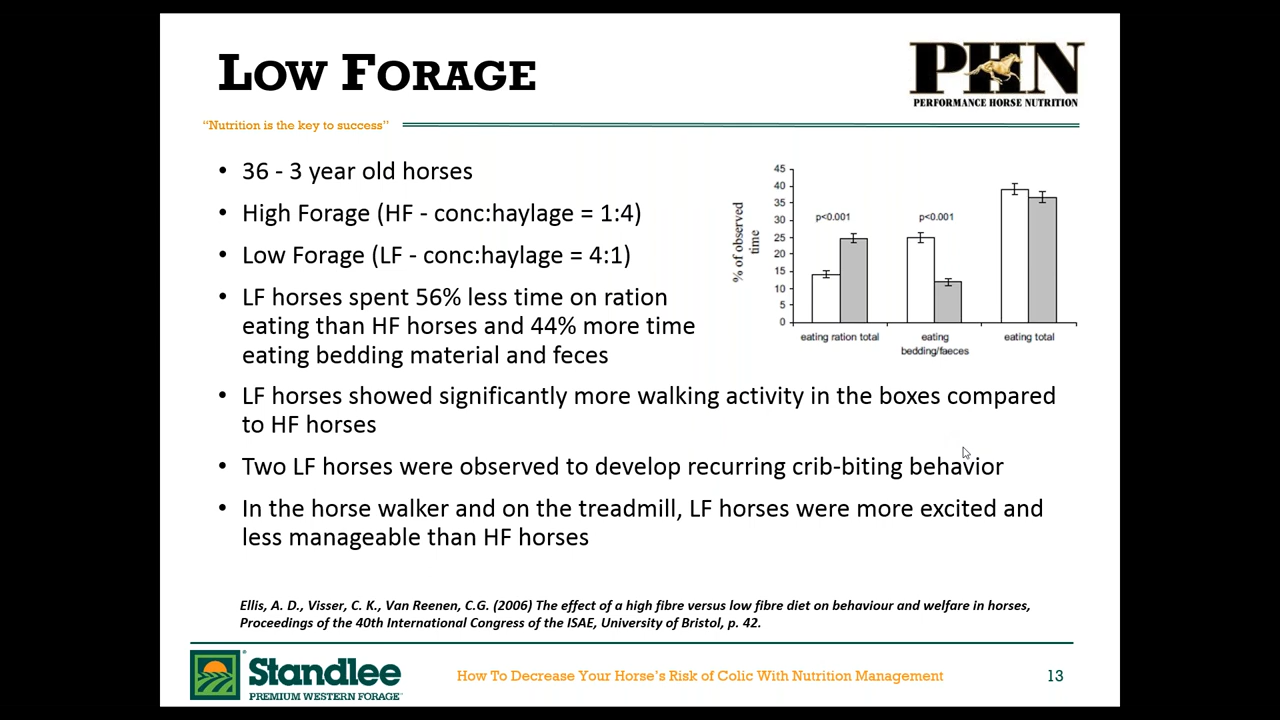 LOW FORAGE
PHN
PERFORMANCE HORSE NUTRITION
“Nutrition is the key to success”
• 36 - 3 year old horses
• High Forage (HF - conc:haylage = 1:4)
• Low Forage (LF - conc:haylage = 4:1)
• LF horses spent 56% less time on ration
eating than HF horses and 44% more time
eating bedding material and feces
45
40
35
30
25
20
15
10
5
0
% of observed
time
p<0.001
p<0.001
eating ration total
eating
bedding/faeces
eating total
• LF horses showed significantly more walking activity in the boxes compared
to HF horses
• Two LF horses were observed to develop recurring crib-biting behavior
• In the horse walker and on the treadmill, LF horses were more excited and
less manageable than HF horses
Ellis, A. D., Visser, C. K., Van Reenen, C.G. (2006) The effect of a high fibre versus low fibre diet on behaviour and welfare in horses,
Proceedings of the 40th International Congress of the ISAE, University of Bristol, p. 42.
Standlee
PREMIUM WESTERN FORAGE
How To Decrease Your Horse’s Risk of Colic With Nutrition Management
13